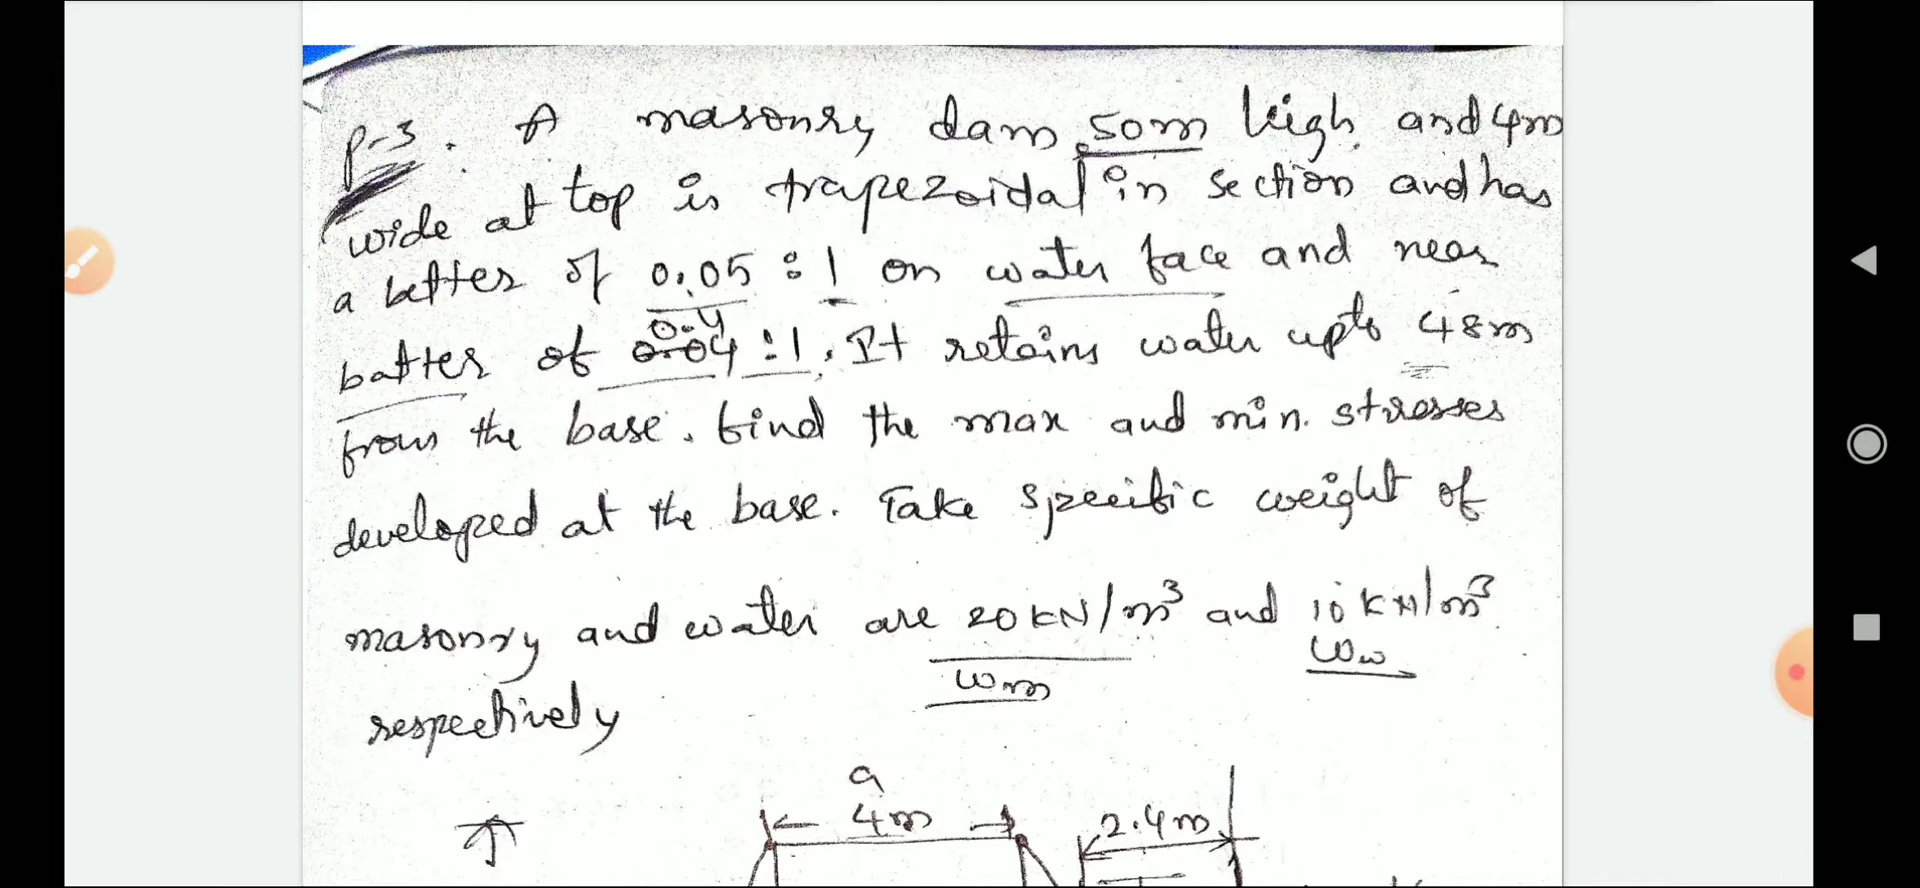 P-3. A masonry dam 50m high and 4m
wide at top is trapezoidal in section and has
a batter of 0.05 : 1 on water face and rear
0.4
batter of 0.04 : 1. It retains water upto 48m
from the base. find the max and min. stresses
developed at the base. Take specific weight of
masonry and water are 20 kN/m³ and 10 kN/m³
wm ww
respectively
a
4m 2.4m